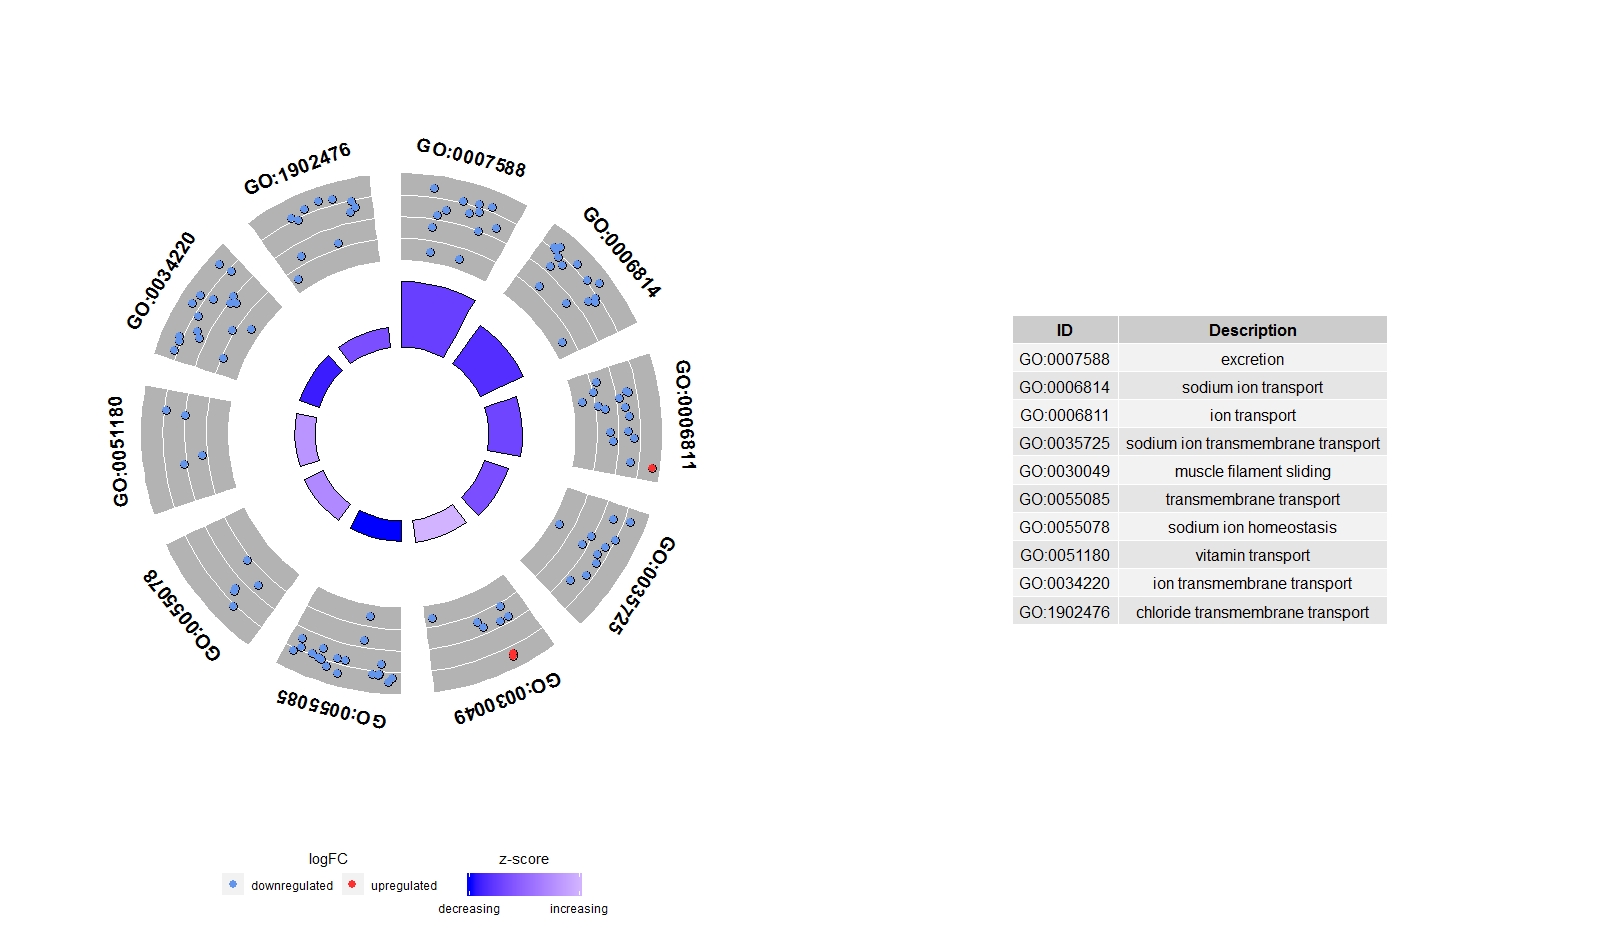 GO:1902476
GO:0007588
GO:0034220
GO:0006814
GO:0051180
GO:0006811
GO:0055078
GO:0035725
GO:0055085
GO:0030049
ID Description
GO:0007588 excretion
GO:0006814 sodium ion transport
GO:0006811 ion transport
GO:0035725 sodium ion transmembrane transport
GO:0030049 muscle filament sliding
GO:0055085 transmembrane transport
GO:0055078 sodium ion homeostasis
GO:0051180 vitamin transport
GO:0034220 ion transmembrane transport
GO:1902476 chloride transmembrane transport
logFC
downregulated upregulated
z-score
decreasing increasing